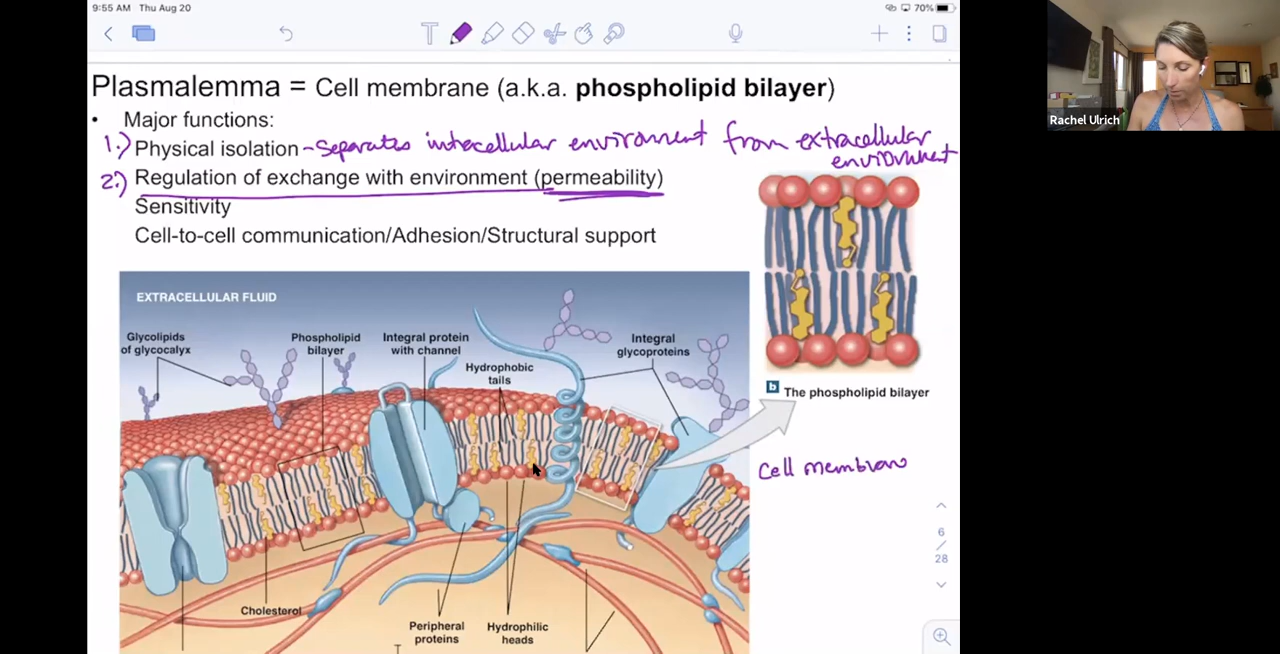 9:55 AM Thu Aug 20
70%
Plasmalemma = Cell membrane (a.k.a. phospholipid bilayer)
• Major functions:
1.) Physical isolation - separates intracellular environment from extracellular
environment
2.) Regulation of exchange with environment (permeability)
Sensitivity
Cell-to-cell communication/Adhesion/Structural support
EXTRACELLULAR FLUID
Glycolipids
of glycocalyx
Phospholipid
bilayer
Integral protein
with channel
Hydrophobic
tails
Integral
glycoproteins
b The phospholipid bilayer
Cell membrane
Cholesterol
Peripheral
proteins
Hydrophilic
heads
6
/
28
Rachel Ulrich